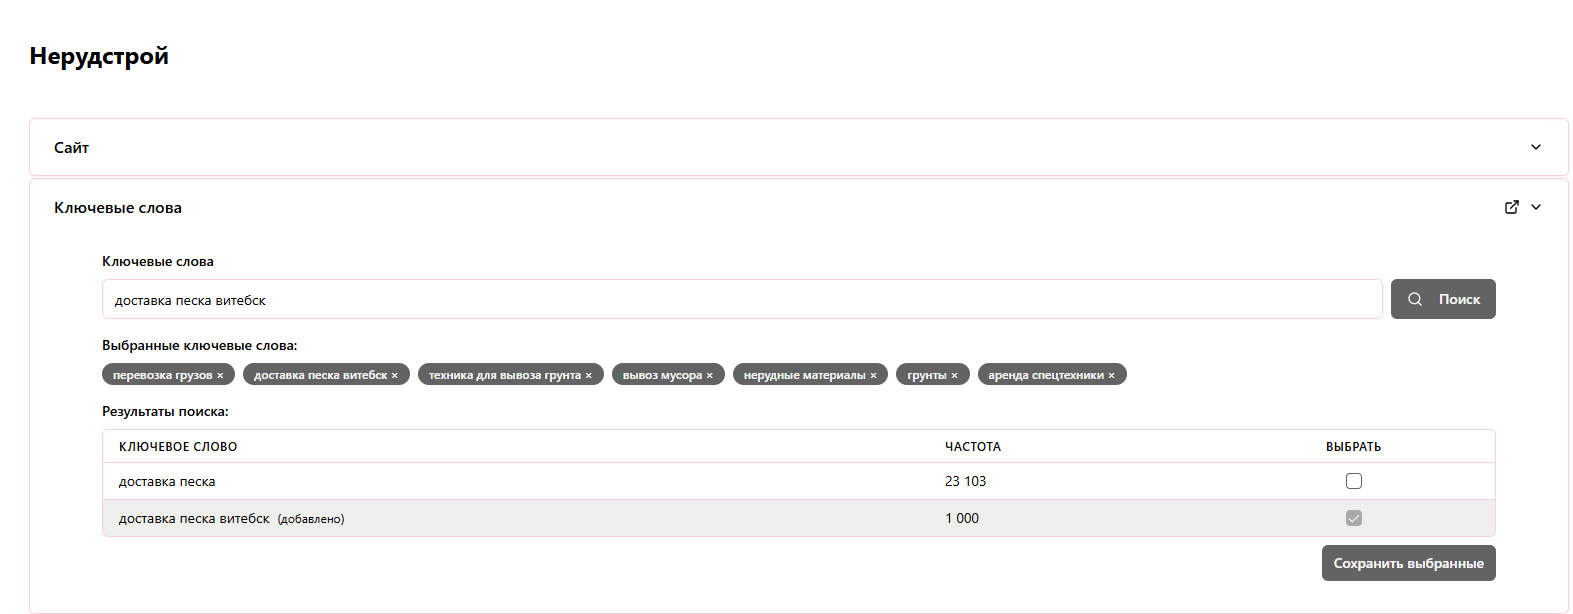 Нерудстрой
Сайт
Ключевые слова
Ключевые слова
доставка песка витебск
Поиск
Выбранные ключевые слова:
перевозка грузов × доставка песка витебск × техника для вывоза грунта × вывоз мусора × нерудные материалы × грунты × аренда спецтехники ×
Результаты поиска:
КЛЮЧЕВОЕ СЛОВО ЧАСТОТА ВЫБРАТЬ
доставка песка 23 103
доставка песка витебск (добавлено) 1 000
Сохранить выбранные